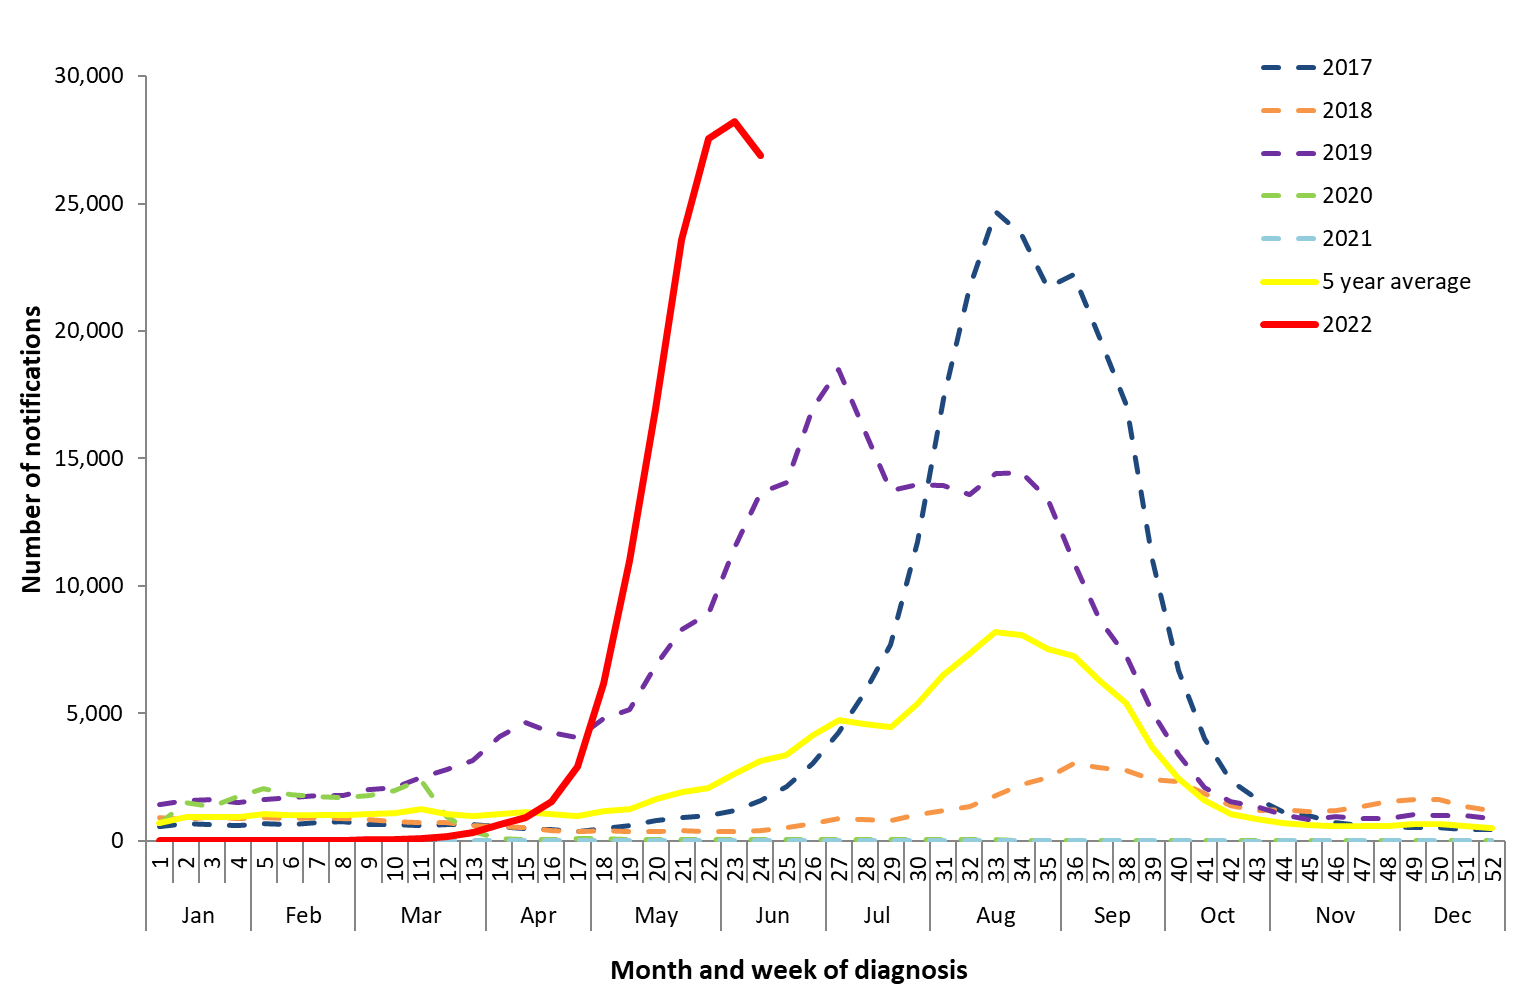 30,000
25,000
20,000
15,000
10,000
5,000
0
Number of notifications
2017
2018
2019
2020
2021
5 year average
2022
1 2 3 4 5 6 7 8 9 10 11 12 13 14 15 16 17 18 19 20 21 22 23 24 25 26 27 28 29 30 31 32 33 34 35 36 37 38 39 40 41 42 43 44 45 46 47 48 49 50 51 52
Jan Feb Mar Apr May Jun Jul Aug Sep Oct Nov Dec
Month and week of diagnosis